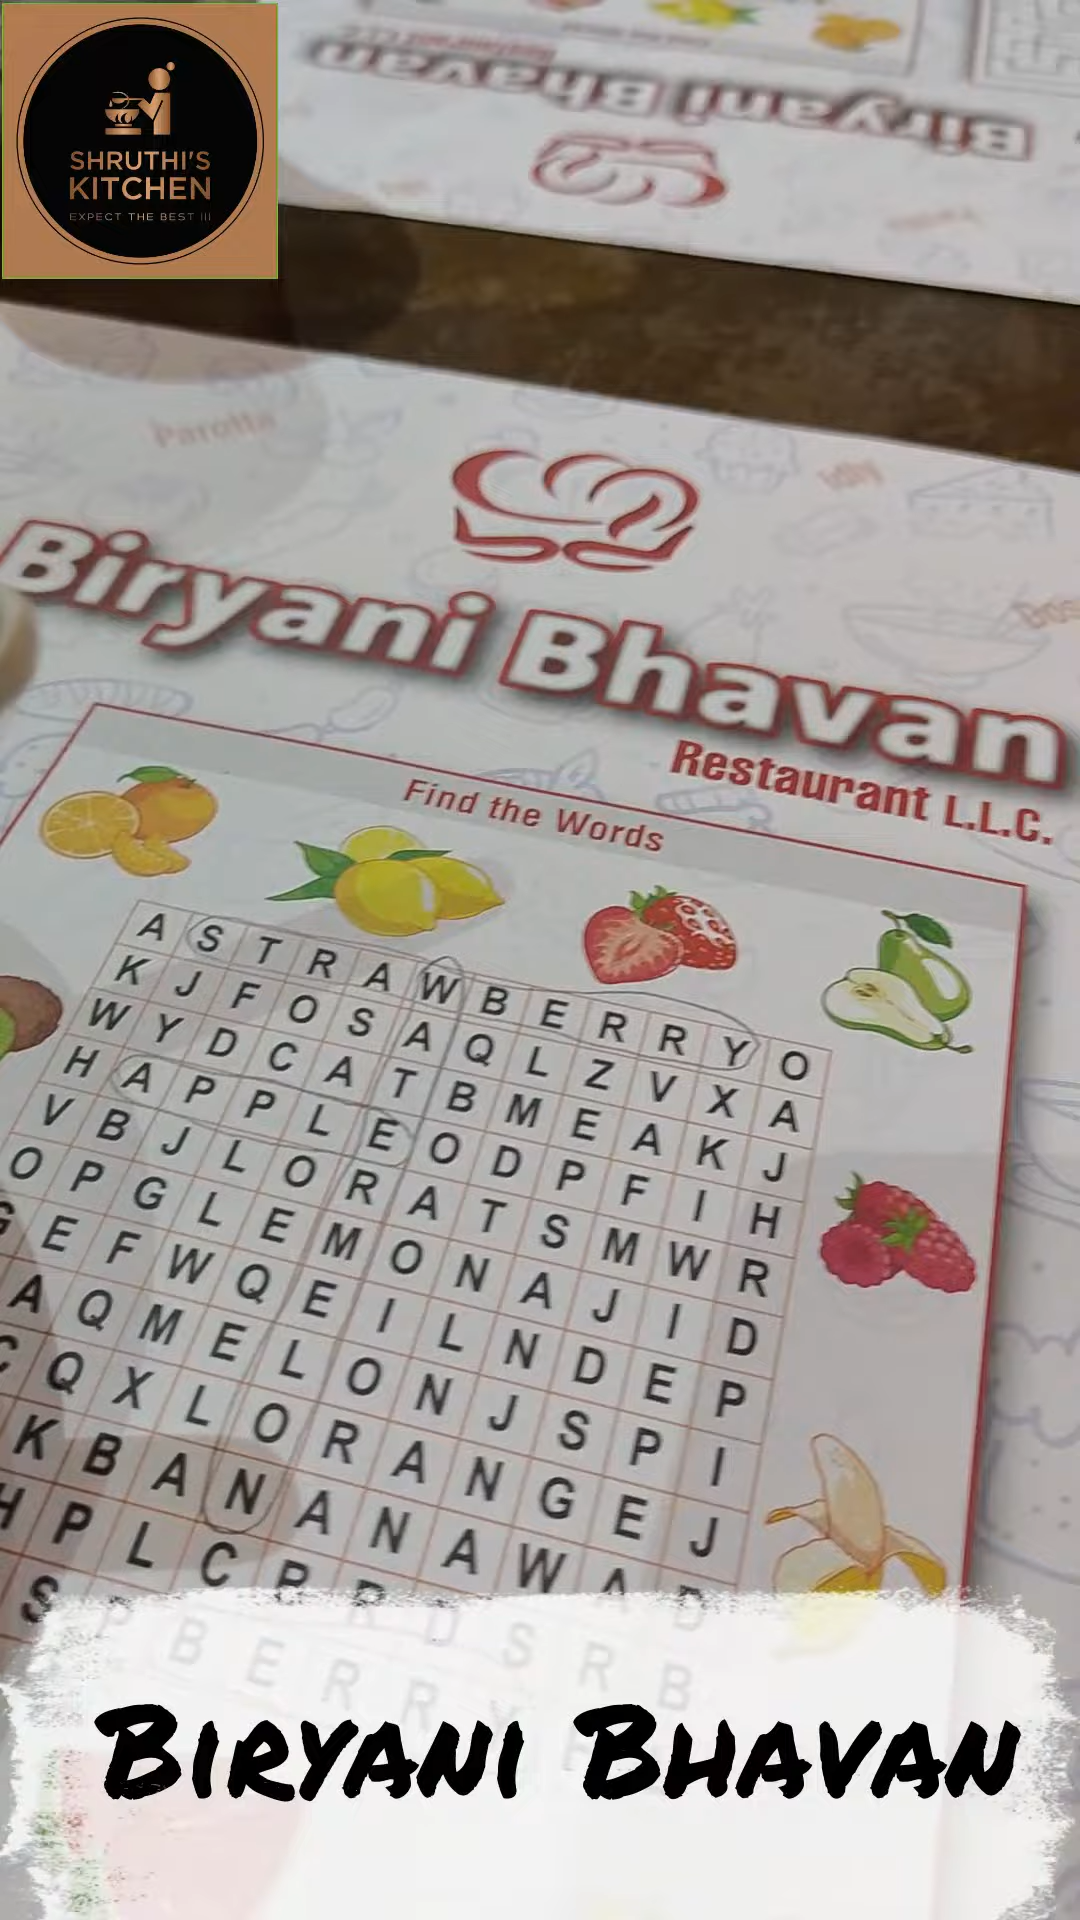 SHRUTHI'S
KITCHEN
EXPECT THE BEST !!!
Biryani Bhavan
Parotta
Idly
Biryani Bhavan
Restaurant L.L.C.
Find the Words
A S T R A W B E R R Y O
K J F O S A Q L Z V X A
W Y D C A T B M E A K J
H A P P L E O D P F I H
V B J L O R A T S M W R
O P G L E M O N A J I D
G E F W Q E I L N D E P
A Q M E L O N J S P I
C Q X L O R A N G E J
K B A N A N A W A D
H P L C B R D S R B
S P B E R R Y
Biryani Bhavan